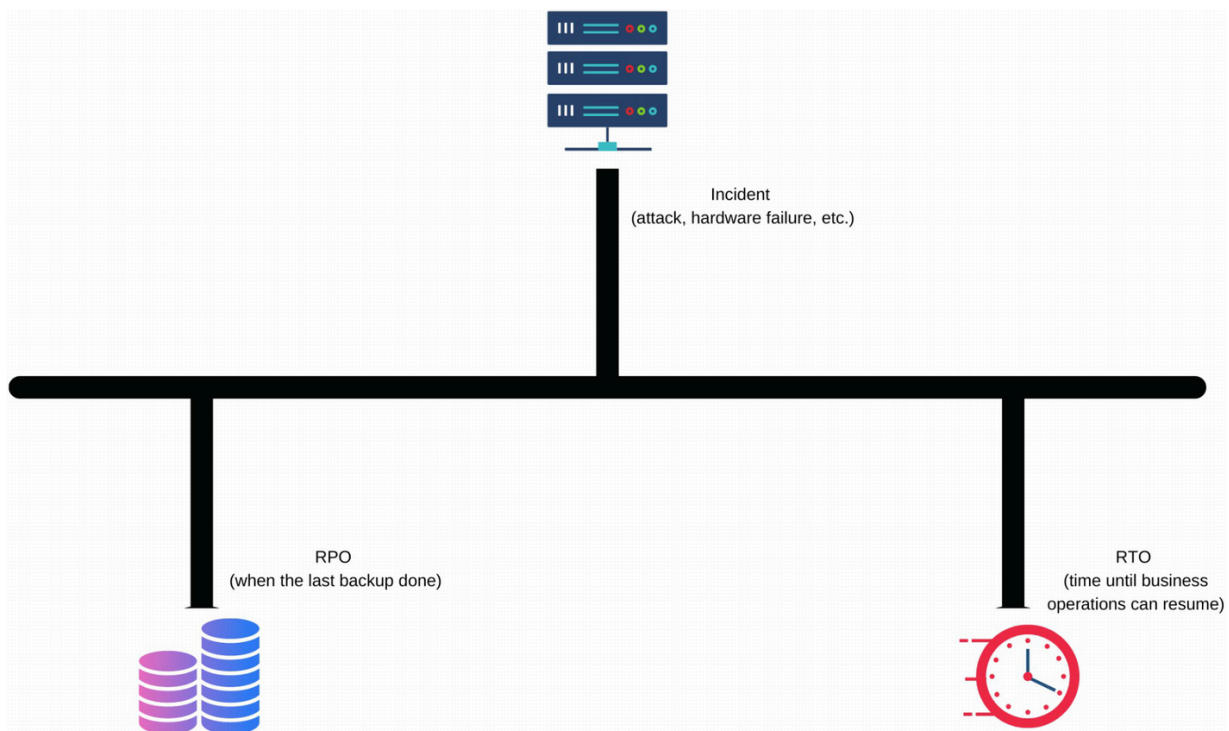 Incident
(attack, hardware failure, etc.)
RPO
(when the last backup done)
RTO
(time until business
operations can resume)